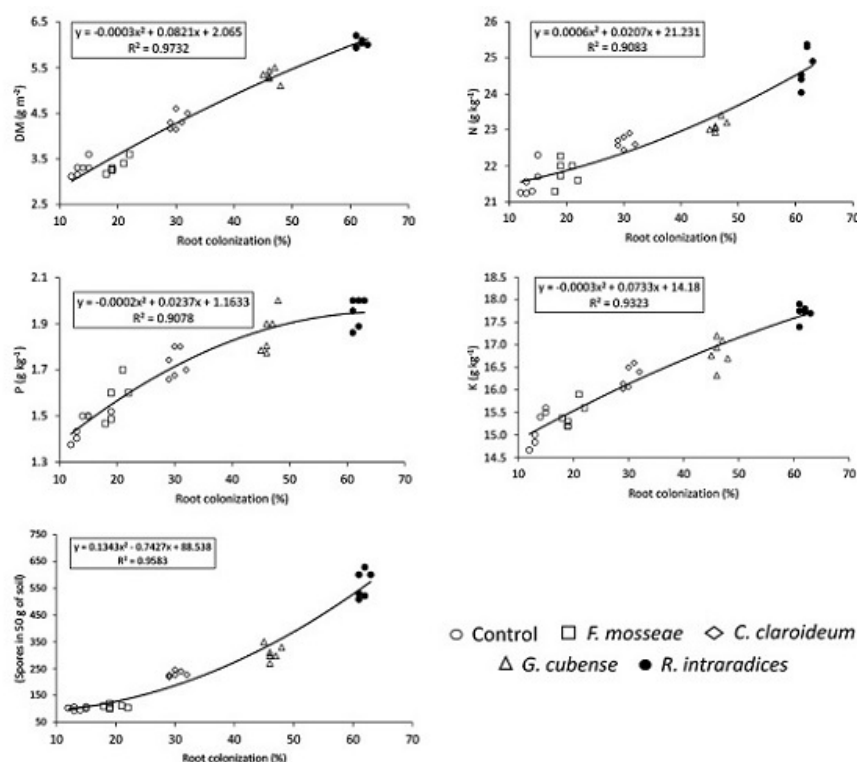 y = -0.0003x² + 0.0821x + 2.065
R² = 0.9732
6.5
5.5
4.5
3.5
2.5
DM (g m⁻²)
10 20 30 40 50 60 70
Root colonization (%)
y = 0.0006x² + 0.0207x + 21.231
R² = 0.9083
26
25
24
23
22
21
N (g kg⁻¹)
10 20 30 40 50 60 70
Root colonization (%)
y = -0.0002x² + 0.0237x + 1.1633
R² = 0.9078
2.1
1.9
1.7
1.5
1.3
P (g kg⁻¹)
10 20 30 40 50 60 70
Root colonization (%)
y = -0.0003x² + 0.0733x + 14.18
R² = 0.9323
18.5
18.0
17.5
17.0
16.5
16.0
15.5
15.0
14.5
K (g kg⁻¹)
10 20 30 40 50 60 70
Root colonization (%)
y = 0.1343x² - 0.7427x + 88.538
R² = 0.9583
750
650
550
450
350
250
150
50
(Spores in 50 g of soil)
10 20 30 40 50 60 70
Root colonization (%)
Control F. mosseae C. claroideum
G. cubense R. intraradices